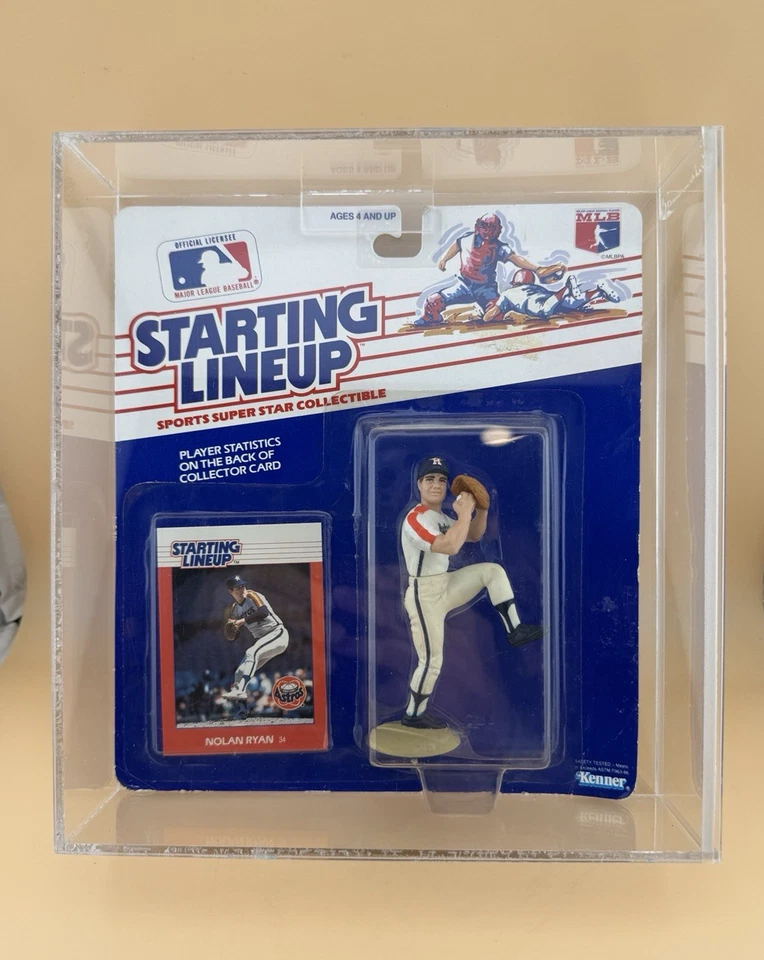 AGES 4 AND UP
OFFICIAL LICENSEE
MAJOR LEAGUE BASEBALL
MLB
©MLBPA
STARTING
LINEUP
SPORTS SUPER STAR COLLECTIBLE
PLAYER STATISTICS
ON THE BACK OF
COLLECTOR CARD
STARTING
LINEUP
Astros
NOLAN RYAN 34
Kenner